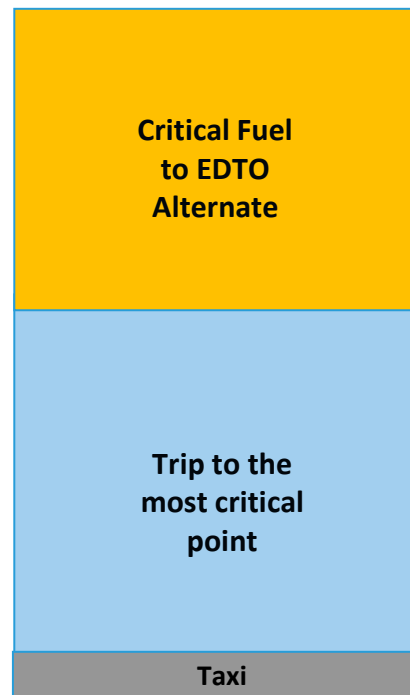 Critical Fuel
to EDTO
Alternate
Trip to the
most critical
point
Taxi